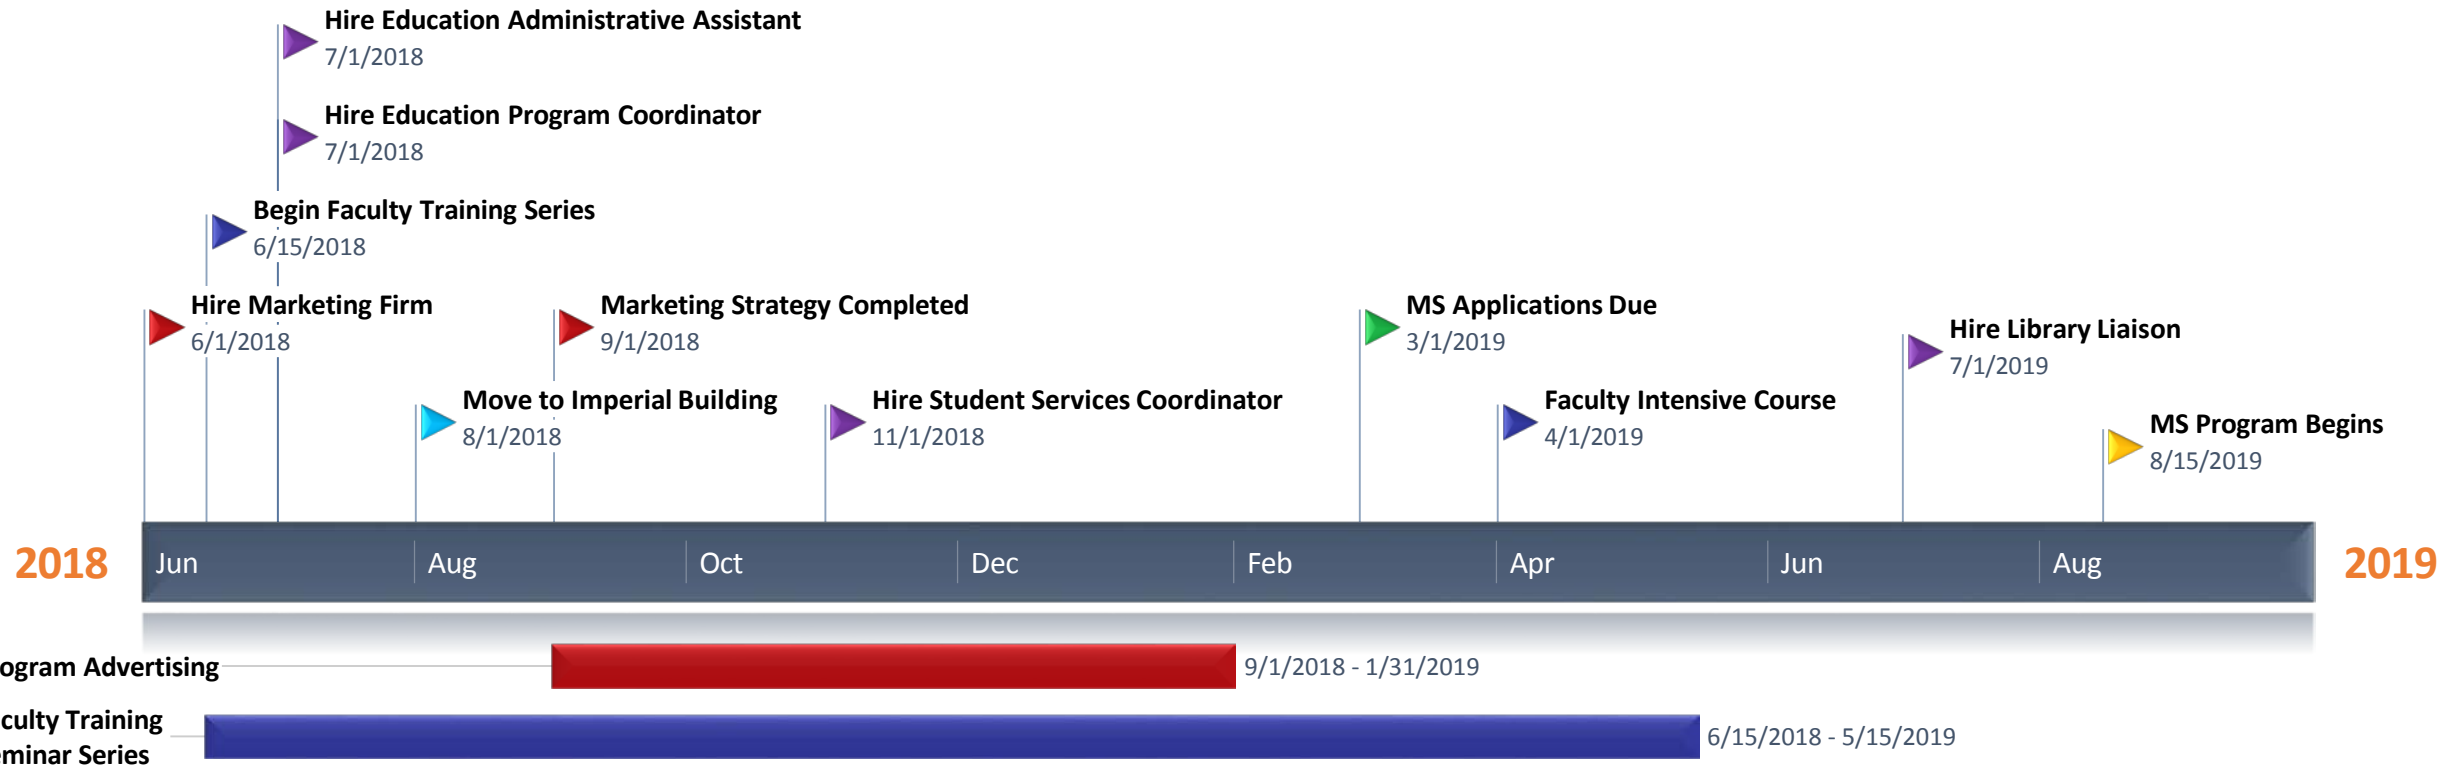 Hire Education Administrative Assistant
7/1/2018
Hire Education Program Coordinator
7/1/2018
Begin Faculty Training Series
6/15/2018
Hire Marketing Firm
6/1/2018
Marketing Strategy Completed
9/1/2018
MS Applications Due
3/1/2019
Hire Library Liaison
7/1/2019
Move to Imperial Building
8/1/2018
Hire Student Services Coordinator
11/1/2018
Faculty Intensive Course
4/1/2019
MS Program Begins
8/15/2019
2018 Jun Aug Oct Dec Feb Apr Jun Aug 2019
ogram Advertising
9/1/2018 - 1/31/2019
culty Training
eminar Series
6/15/2018 - 5/15/2019